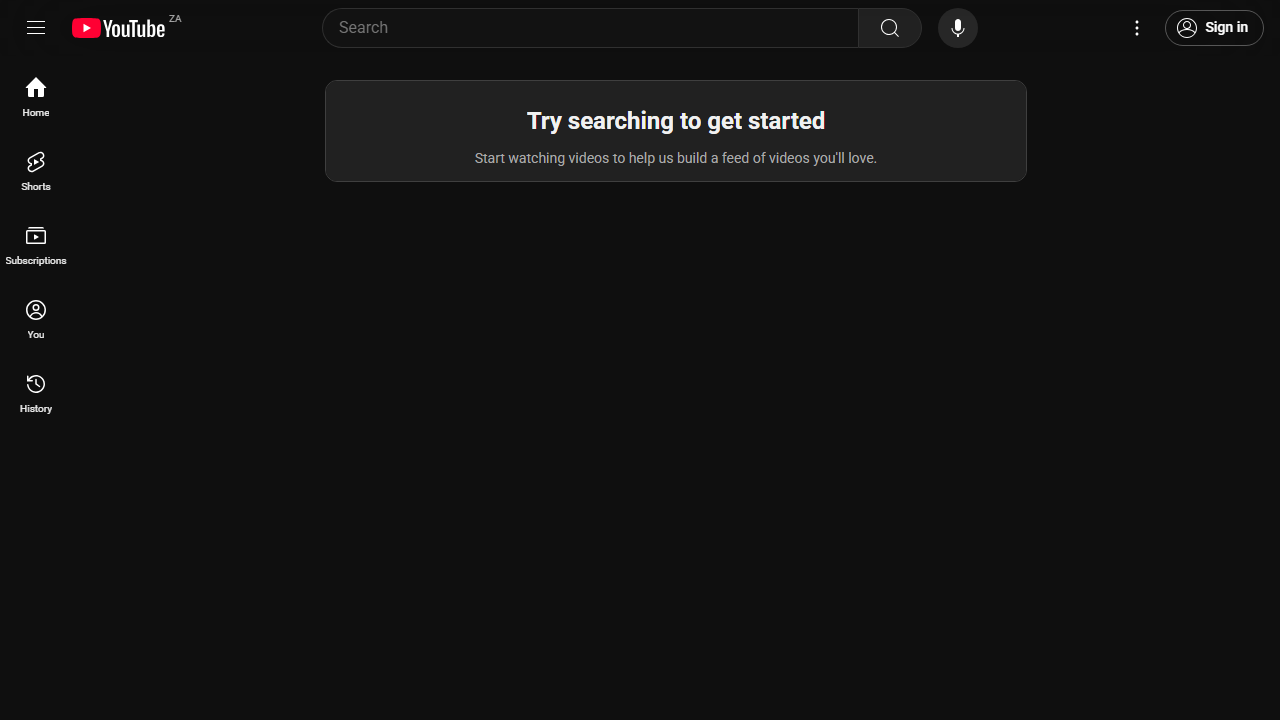 YouTube ZA
Search
Sign in
Home
Shorts
Subscriptions
You
History
Try searching to get started
Start watching videos to help us build a feed of videos you'll love.